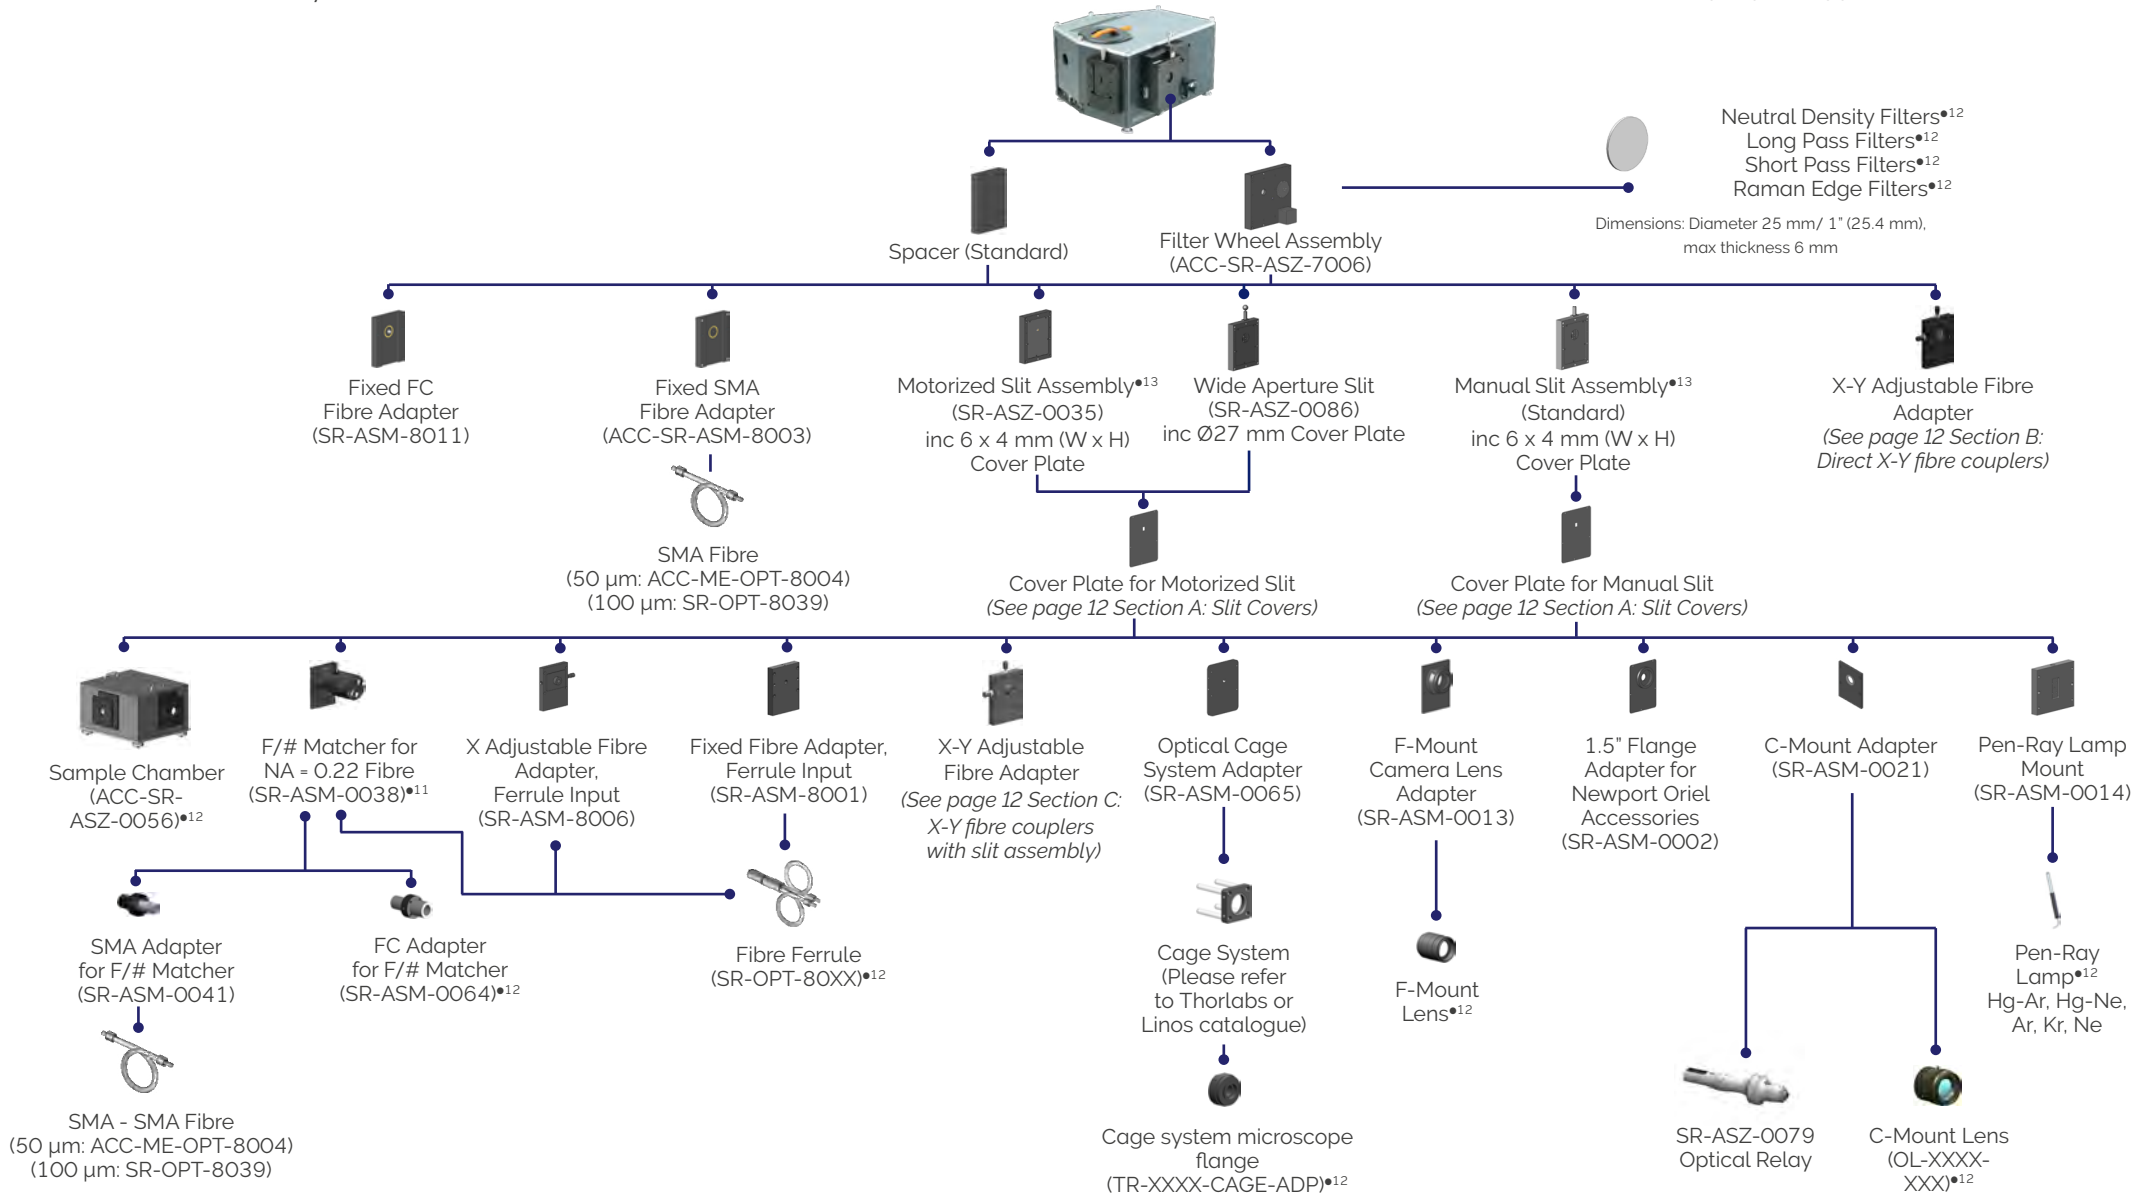 Neutral Density Filters●12
Long Pass Filters●12
Short Pass Filters●12
Raman Edge Filters●12
Dimensions: Diameter 25 mm/ 1" (25.4 mm),
max thickness 6 mm
Spacer (Standard)
Filter Wheel Assembly
(ACC-SR-ASZ-7006)
Fixed FC
Fibre Adapter
(SR-ASM-8011)
Fixed SMA
Fibre Adapter
(ACC-SR-ASM-8003)
Motorized Slit Assembly●13
(SR-ASZ-0035)
inc 6 x 4 mm (W x H)
Cover Plate
Wide Aperture Slit
(SR-ASZ-0086)
inc Ø27 mm Cover Plate
Manual Slit Assembly●13
(Standard)
inc 6 x 4 mm (W x H)
Cover Plate
X-Y Adjustable Fibre
Adapter
(See page 12 Section B:
Direct X-Y fibre couplers)
SMA Fibre
(50 µm: ACC-ME-OPT-8004)
(100 µm: SR-OPT-8039)
Cover Plate for Motorized Slit
(See page 12 Section A: Slit Covers)
Cover Plate for Manual Slit
(See page 12 Section A: Slit Covers)
Sample Chamber
(ACC-SR-
ASZ-0056)●12
F/# Matcher for
NA = 0.22 Fibre
(SR-ASM-0038)●11
X Adjustable Fibre
Adapter,
Ferrule Input
(SR-ASM-8006)
Fixed Fibre Adapter,
Ferrule Input
(SR-ASM-8001)
X-Y Adjustable
Fibre Adapter
(See page 12 Section C:
X-Y fibre couplers
with slit assembly)
Optical Cage
System Adapter
(SR-ASM-0065)
F-Mount
Camera Lens
Adapter
(SR-ASM-0013)
1.5" Flange
Adapter for
Newport Oriel
Accessories
(SR-ASM-0002)
C-Mount Adapter
(SR-ASM-0021)
Pen-Ray Lamp
Mount
(SR-ASM-0014)
SMA Adapter
for F/# Matcher
(SR-ASM-0041)
FC Adapter
for F/# Matcher
(SR-ASM-0064)●12
Fibre Ferrule
(SR-OPT-80XX)●12
Cage System
(Please refer
to Thorlabs or
Linos catalogue)
F-Mount
Lens●12
Pen-Ray
Lamp●12
Hg-Ar, Hg-Ne,
Ar, Kr, Ne
SMA - SMA Fibre
(50 µm: ACC-ME-OPT-8004)
(100 µm: SR-OPT-8039)
Cage system microscope
flange
(TR-XXXX-CAGE-ADP)●12
SR-ASZ-0079
Optical Relay
C-Mount Lens
(OL-XXXX-
XXX)●12